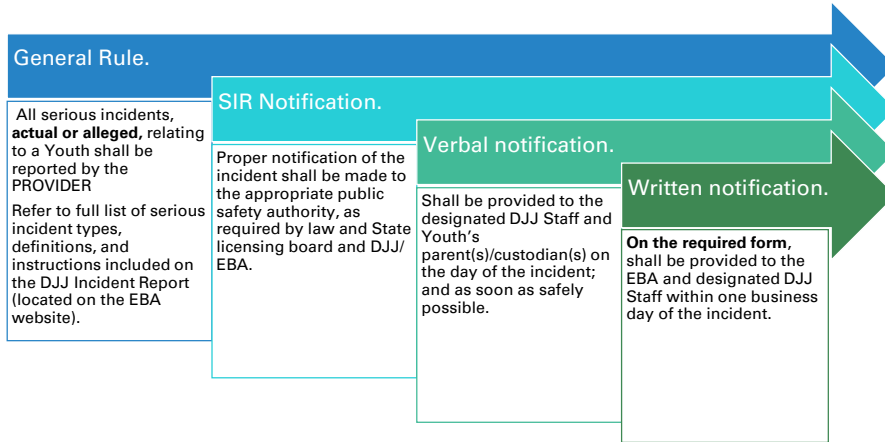 General Rule.
All serious incidents,
actual or alleged, relating
to a Youth shall be
reported by the
PROVIDER
Refer to full list of serious
incident types,
definitions, and
instructions included on
the DJJ Incident Report
(located on the EBA
website).
SIR Notification.
Proper notification of the
incident shall be made to
the appropriate public
safety authority, as
required by law and State
licensing board and DJJ/
EBA.
Verbal notification.
Shall be provided to the
designated DJJ Staff and
Youth's
parent(s)/custodian(s) on
the day of the incident;
and as soon as safely
possible.
Written notification.
On the required form,
shall be provided to the
EBA and designated DJJ
Staff within one business
day of the incident.